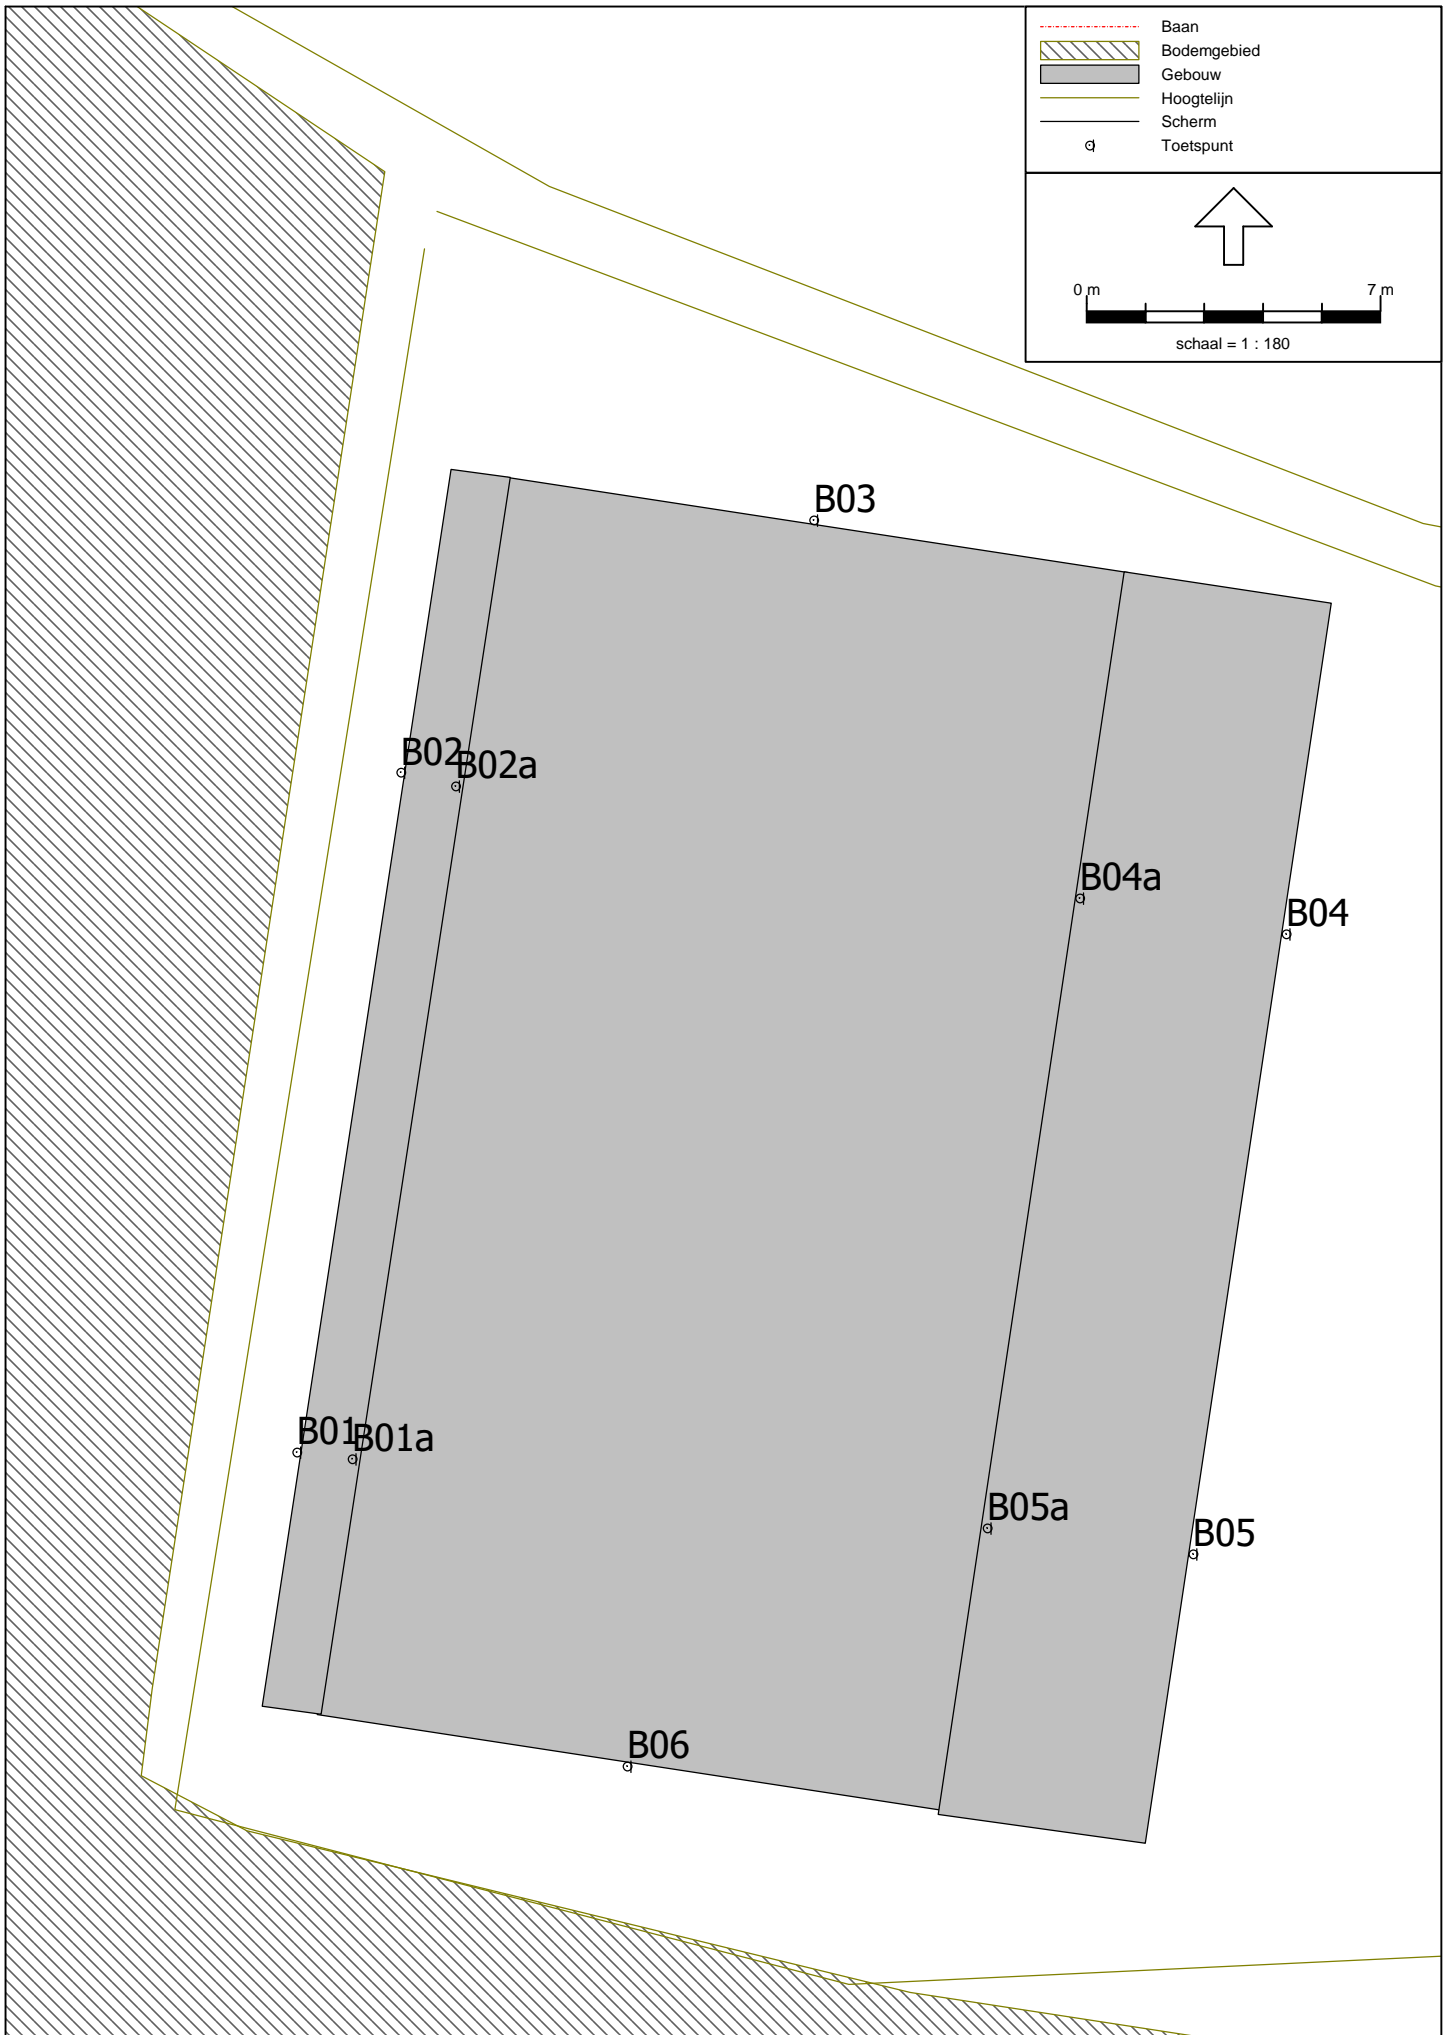 Baan
Bodemgebied
Gebouw
Hoogtelijn
Scherm
Toetspunt
0 m 7 m
schaal = 1 : 180
B03
B02
B02a
B04a
B04
B01
B01a
B05a
B05
B06